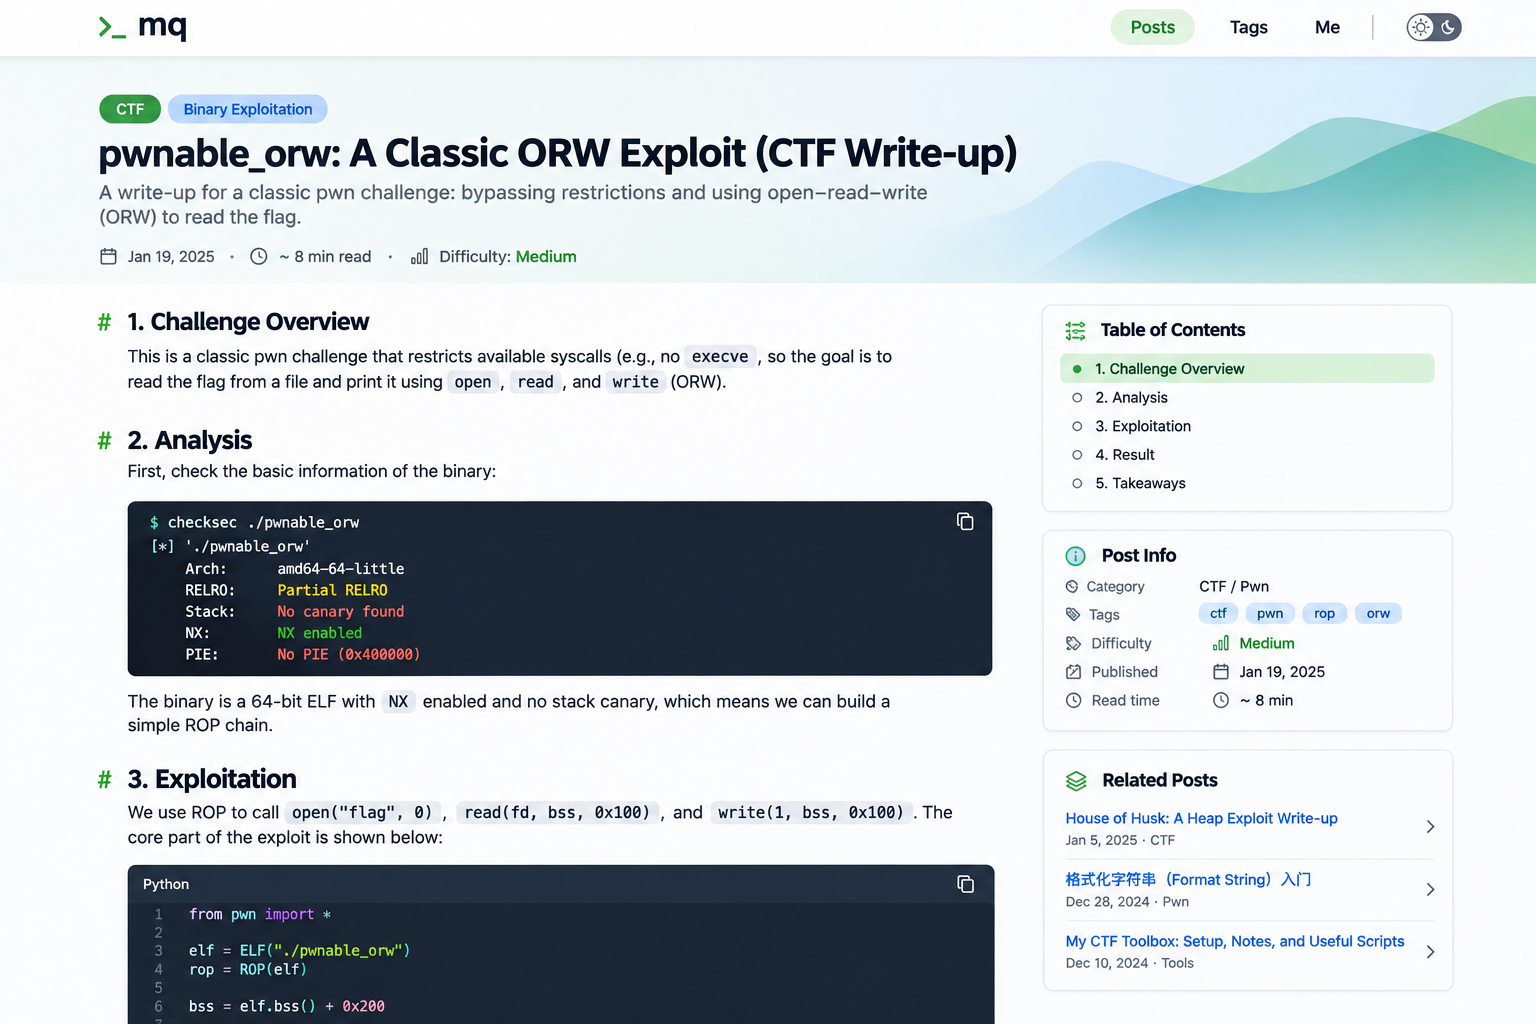 >_ mq
Posts
Tags
Me
CTF
Binary Exploitation
pwnable_orw: A Classic ORW Exploit (CTF Write-up)
A write-up for a classic pwn challenge: bypassing restrictions and using open–read–write
(ORW) to read the flag.
Jan 19, 2025 · ~ 8 min read · Difficulty: Medium
# 1. Challenge Overview
This is a classic pwn challenge that restricts available syscalls (e.g., no execve, so the goal is to
read the flag from a file and print it using open, read, and write (ORW).
# 2. Analysis
First, check the basic information of the binary:
$ checksec ./pwnable_orw
[*] './pwnable_orw'
Arch: amd64-64-little
RELRO: Partial RELRO
Stack: No canary found
NX: NX enabled
PIE: No PIE (0x400000)
The binary is a 64-bit ELF with NX enabled and no stack canary, which means we can build a
simple ROP chain.
# 3. Exploitation
We use ROP to call open("flag", 0), read(fd, bss, 0x100), and write(1, bss, 0x100). The
core part of the exploit is shown below:
Python
1 from pwn import *
2
3 elf = ELF("./pwnable_orw")
4 rop = ROP(elf)
5
6 bss = elf.bss() + 0x200
7
Table of Contents
1. Challenge Overview
2. Analysis
3. Exploitation
4. Result
5. Takeaways
Post Info
Category CTF / Pwn
Tags ctf pwn rop orw
Difficulty Medium
Published Jan 19, 2025
Read time ~ 8 min
Related Posts
House of Husk: A Heap Exploit Write-up
Jan 5, 2025 · CTF
格式化字符串（Format String）入门
Dec 28, 2024 · Pwn
My CTF Toolbox: Setup, Notes, and Useful Scripts
Dec 10, 2024 · Tools